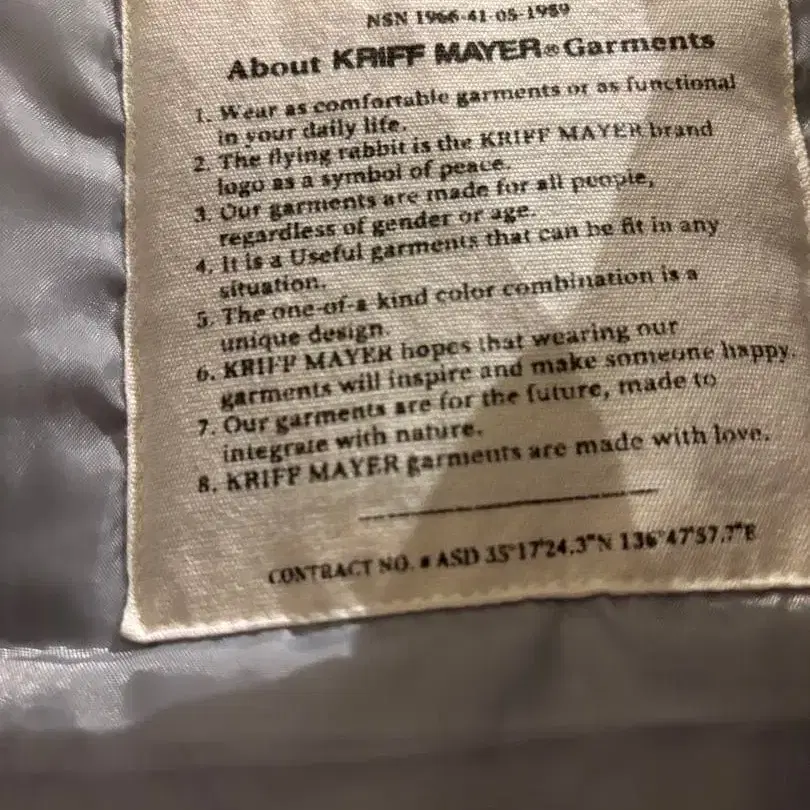 NSN 1966-41-05-1989
About KRIFF MAYER® Garments
1. Wear as comfortable garments or as functional
in your daily life.
2. The flying rabbit is the KRIFF MAYER brand
logo as a symbol of peace.
3. Our garments are made for all people,
regardless of gender or age.
4. It is a Useful garments that can be fit in any
situation.
5. The one-of-a kind color combination is a
unique design.
6. KRIFF MAYER hopes that wearing our
garments will inspire and make someone happy.
7. Our garments are for the future, made to
integrate with nature.
8. KRIFF MAYER garments are made with love.
CONTRACT NO. # ASD 35°17'24.3"N 136°47'57.7"E